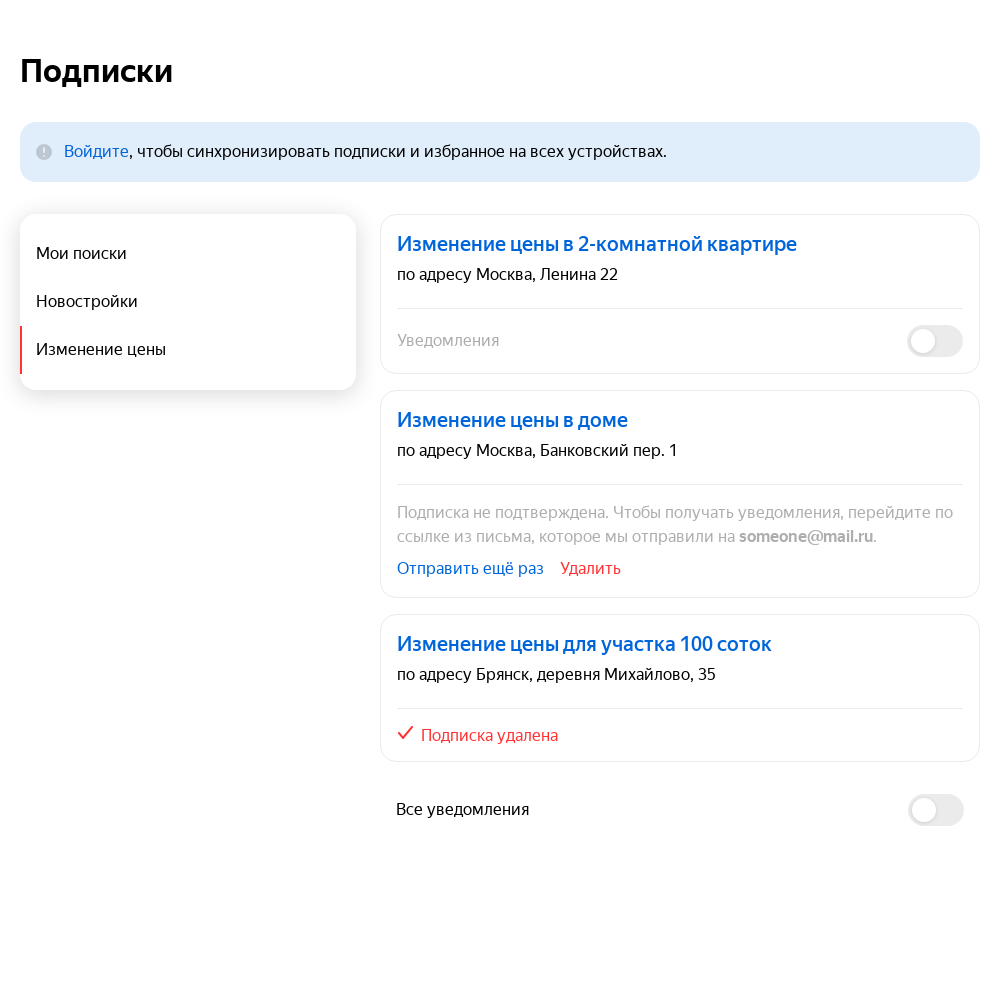 Подписки
Войдите, чтобы синхронизировать подписки и избранное на всех устройствах.
Мои поиски
Новостройки
Изменение цены
Изменение цены в 2-комнатной квартире
по адресу Москва, Ленина 22
Уведомления
Изменение цены в доме
по адресу Москва, Банковский пер. 1
Подписка не подтверждена. Чтобы получать уведомления, перейдите по
ссылке из письма, которое мы отправили на someone@mail.ru.
Отправить ещё раз Удалить
Изменение цены для участка 100 соток
по адресу Брянск, деревня Михайлово, 35
Подписка удалена
Все уведомления